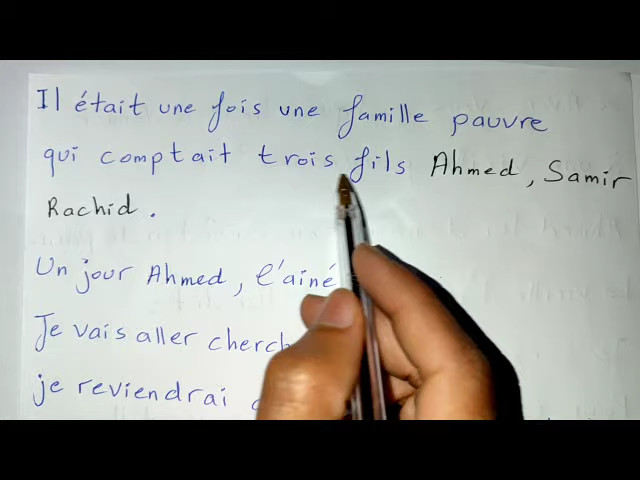 Il était une fois une famille pauvre
qui comptait trois fils Ahmed, Samir
Rachid.
Un jour Ahmed, l'ainé
Je vais aller cherch
je reviendrai